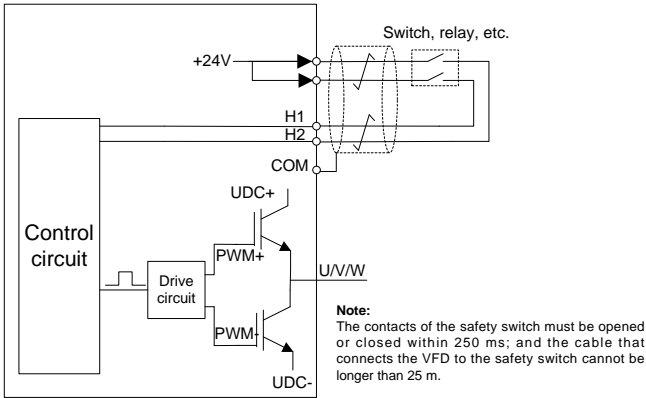 Switch, relay, etc.
+24V
H1
H2
COM
UDC+
Control
circuit
PWM+
Drive
circuit
U/V/W
PWM-
UDC-
Note:
The contacts of the safety switch must be opened
or closed within 250 ms; and the cable that
connects the VFD to the safety switch cannot be
longer than 25 m.